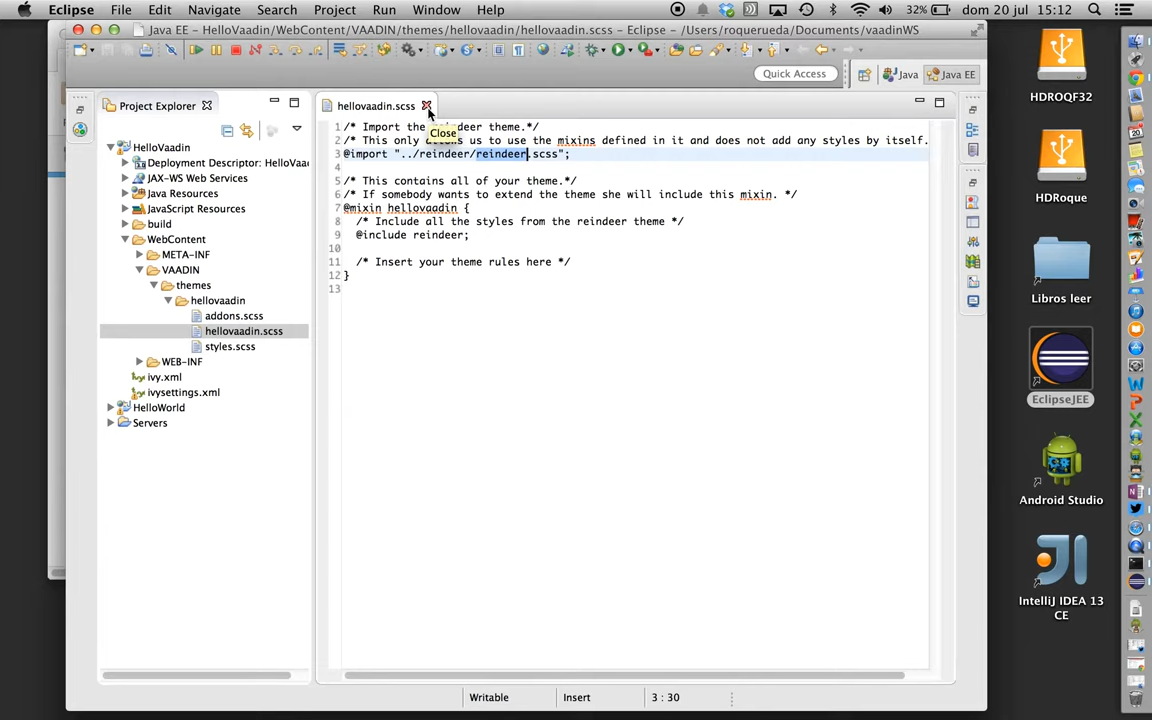 Eclipse File Edit Navigate Search Project Run Window Help 32% dom 20 jul 15:12
Java EE - HelloVaadin/WebContent/VAADIN/themes/hellovaadin/hellovaadin.scss - Eclipse - /Users/roquerueda/Documents/vaadinWS
Quick Access Java Java EE
Project Explorer
HelloVaadin
Deployment Descriptor: HelloVaa
JAX-WS Web Services
Java Resources
JavaScript Resources
build
WebContent
META-INF
VAADIN
themes
hellovaadin
addons.scss
hellovaadin.scss
styles.scss
WEB-INF
ivy.xml
ivysettings.xml
HelloWorld
Servers
hellovaadin.scss
Close
1 /* Import the reindeer theme.*/
2 /* This only us to use the mixins defined in it and does not add any styles by itself.
3 @import "../reindeer/reindeer.scss";
4
5 /* This contains all of your theme.*/
6 /* If somebody wants to extend the theme she will include this mixin. */
7 @mixin hellovaadin {
8 /* Include all the styles from the reindeer theme */
9 @include reindeer;
10
11 /* Insert your theme rules here */
12 }
13
Writable Insert 3 : 30
HDROQF32
HDRoque
Libros leer
EclipseJEE
Android Studio
IntelliJ IDEA 13
CE